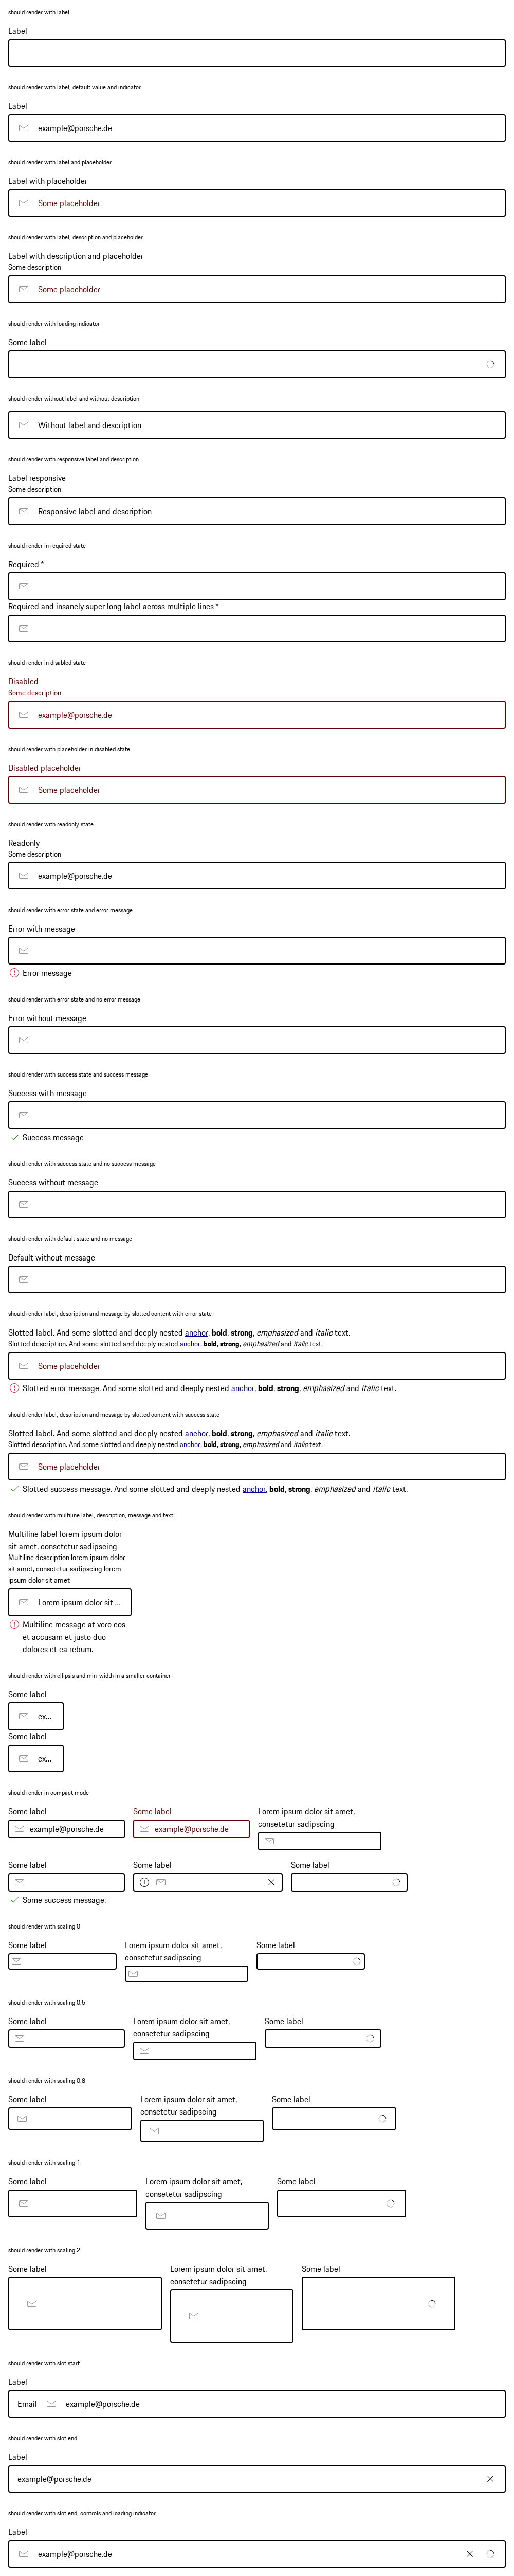 should render with label
Label
should render with label, default value and indicator
Label
example@porsche.de
should render with label and placeholder
Label with placeholder
Some placeholder
should render with label, description and placeholder
Label with description and placeholder
Some description
Some placeholder
should render with loading indicator
Some label
should render without label and without description
Without label and description
should render with responsive label and description
Label responsive
Some description
Responsive label and description
should render in required state
Required *
Required and insanely super long label across multiple lines *
should render in disabled state
Disabled
Some description
example@porsche.de
should render with placeholder in disabled state
Disabled placeholder
Some placeholder
should render with readonly state
Readonly
Some description
example@porsche.de
should render with error state and error message
Error with message
Error message
should render with error state and no error message
Error without message
should render with success state and success message
Success with message
Success message
should render with success state and no success message
Success without message
should render with default state and no message
Default without message
should render label, description and message by slotted content with error state
Slotted label. And some slotted and deeply nested anchor, bold, strong, emphasized and italic text.
Slotted description. And some slotted and deeply nested anchor, bold, strong, emphasized and italic text.
Some placeholder
Slotted error message. And some slotted and deeply nested anchor, bold, strong, emphasized and italic text.
should render label, description and message by slotted content with success state
Slotted label. And some slotted and deeply nested anchor, bold, strong, emphasized and italic text.
Slotted description. And some slotted and deeply nested anchor, bold, strong, emphasized and italic text.
Some placeholder
Slotted success message. And some slotted and deeply nested anchor, bold, strong, emphasized and italic text.
should render with multiline label, description, message and text
Multiline label lorem ipsum dolor
sit amet, consetetur sadipscing
Multiline description lorem ipsum dolor
sit amet, consetetur sadipscing lorem
ipsum dolor sit amet
Lorem ipsum dolor sit ...
Multiline message at vero eos
et accusam et justo duo
dolores et ea rebum.
should render with ellipsis and min-width in a smaller container
Some label
ex...
Some label
ex...
should render in compact mode
Some label
example@porsche.de
Some label
example@porsche.de
Lorem ipsum dolor sit amet,
consetetur sadipscing
Some label
Some success message.
Some label
Some label
should render with scaling 0
Some label
Lorem ipsum dolor sit amet,
consetetur sadipscing
Some label
should render with scaling 0.5
Some label
Lorem ipsum dolor sit amet,
consetetur sadipscing
Some label
should render with scaling 0.8
Some label
Lorem ipsum dolor sit amet,
consetetur sadipscing
Some label
should render with scaling 1
Some label
Lorem ipsum dolor sit amet,
consetetur sadipscing
Some label
should render with scaling 2
Some label
Lorem ipsum dolor sit amet,
consetetur sadipscing
Some label
should render with slot start
Label
Email example@porsche.de
should render with slot end
Label
example@porsche.de
should render with slot end, controls and loading indicator
Label
example@porsche.de